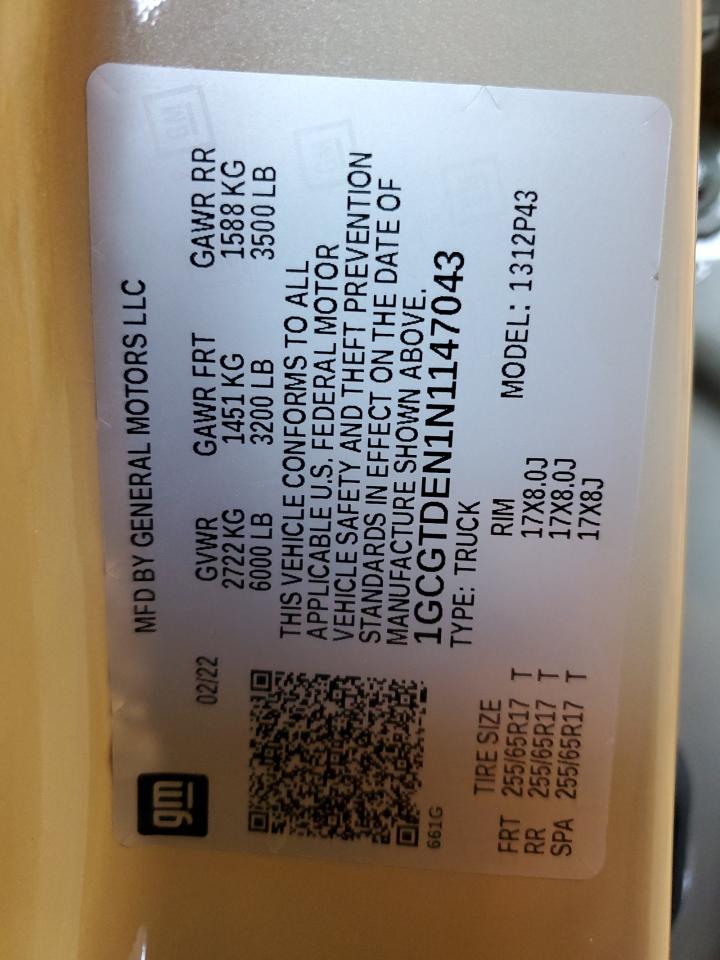 gm
MFD BY GENERAL MOTORS LLC
02/22 GVWR GAWR FRT GAWR RR
2722 KG 1451 KG 1588 KG
6000 LB 3200 LB 3500 LB
THIS VEHICLE CONFORMS TO ALL
APPLICABLE U.S. FEDERAL MOTOR
VEHICLE SAFETY AND THEFT PREVENTION
STANDARDS IN EFFECT ON THE DATE OF
MANUFACTURE SHOWN ABOVE.
1GCGTDEN1N1147043
661G
TYPE: TRUCK
MODEL: 1312P43
TIRE SIZE RIM
FRT 255/65R17 T 17X8.0J
RR 255/65R17 T 17X8.0J
SPA 255/65R17 T 17X8J